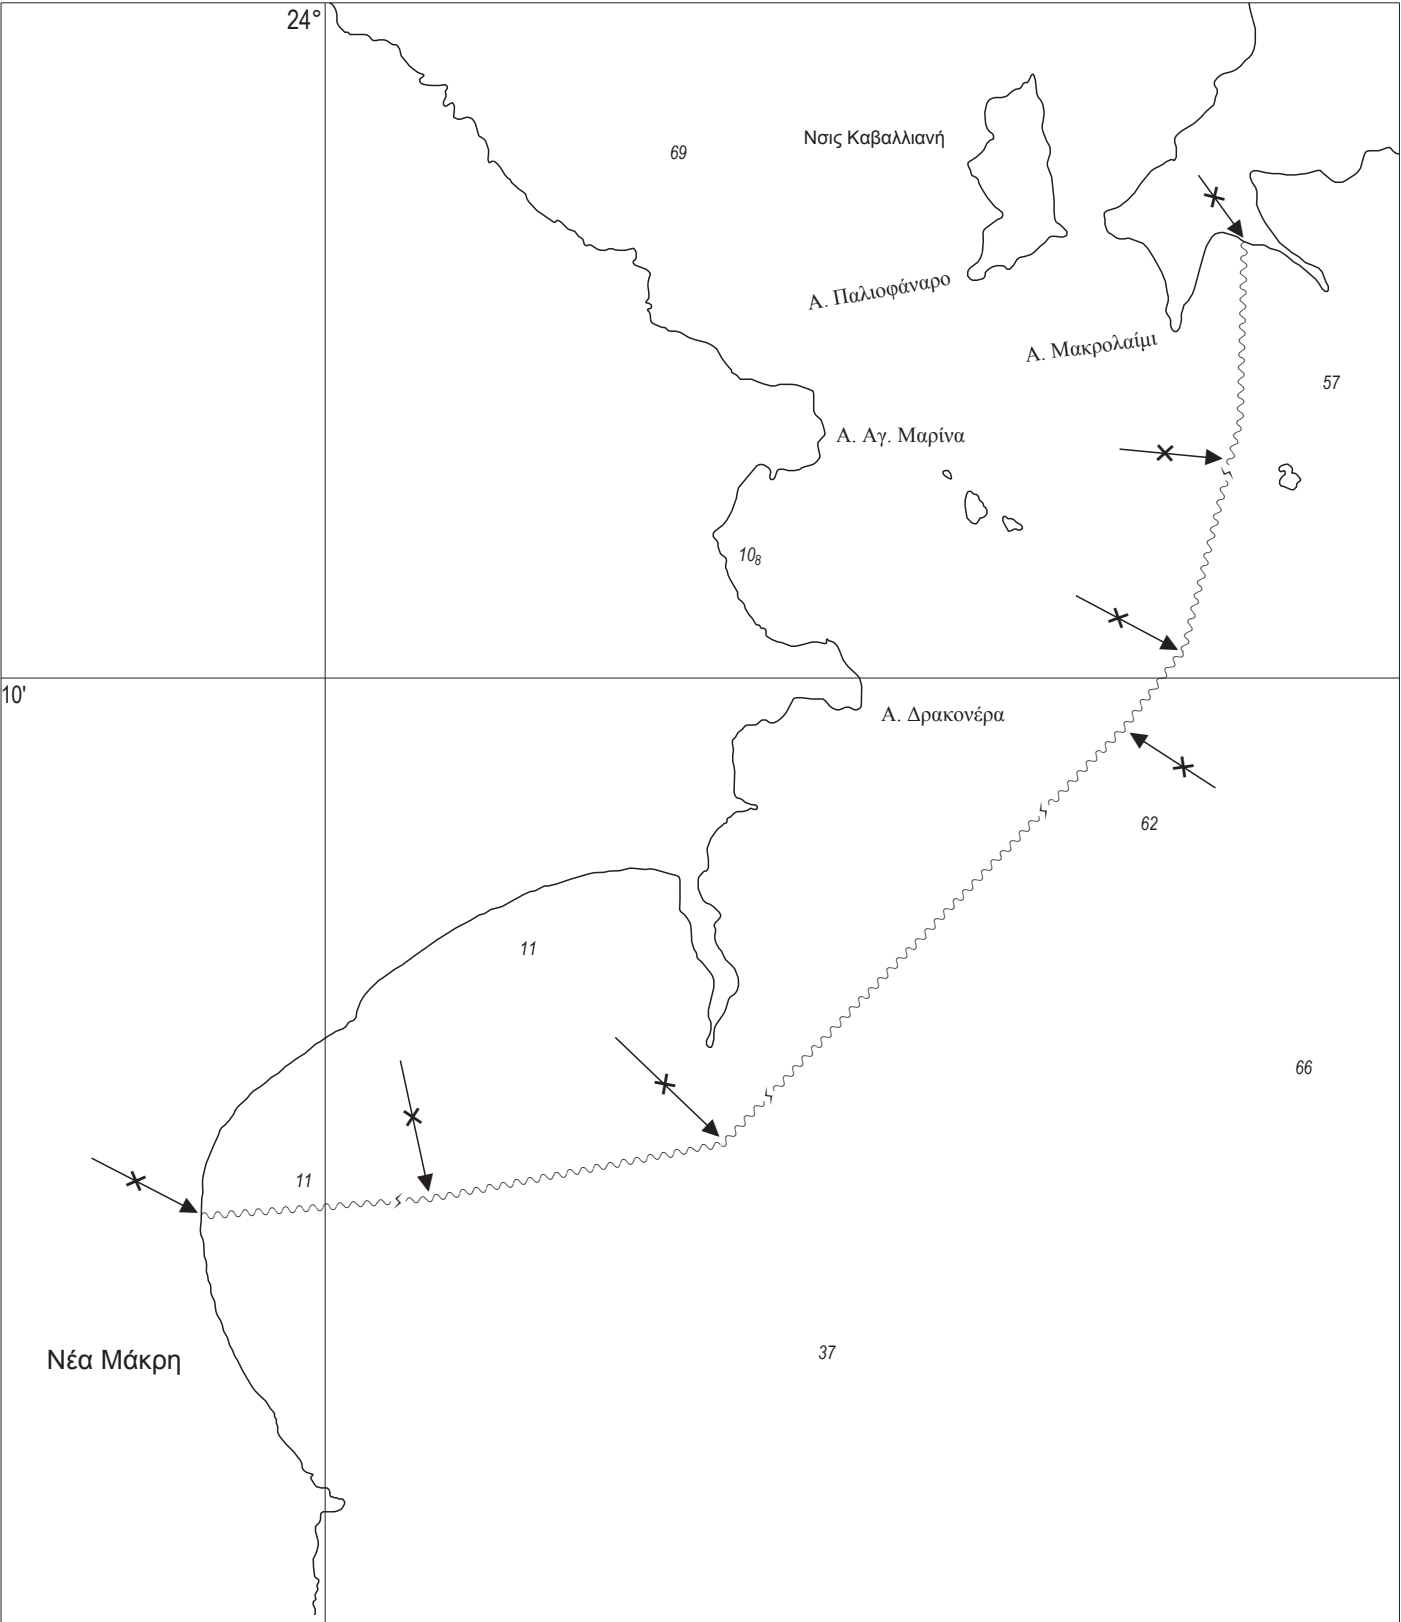 24°
Νσις Καβαλλιανή
69
Α. Παλιοφάναρο
Α. Μακρολαίμι
57
Α. Αγ. Μαρίνα
10₈
10'
Α. Δρακονέρα
62
11
66
11
37
Νέα Μάκρη